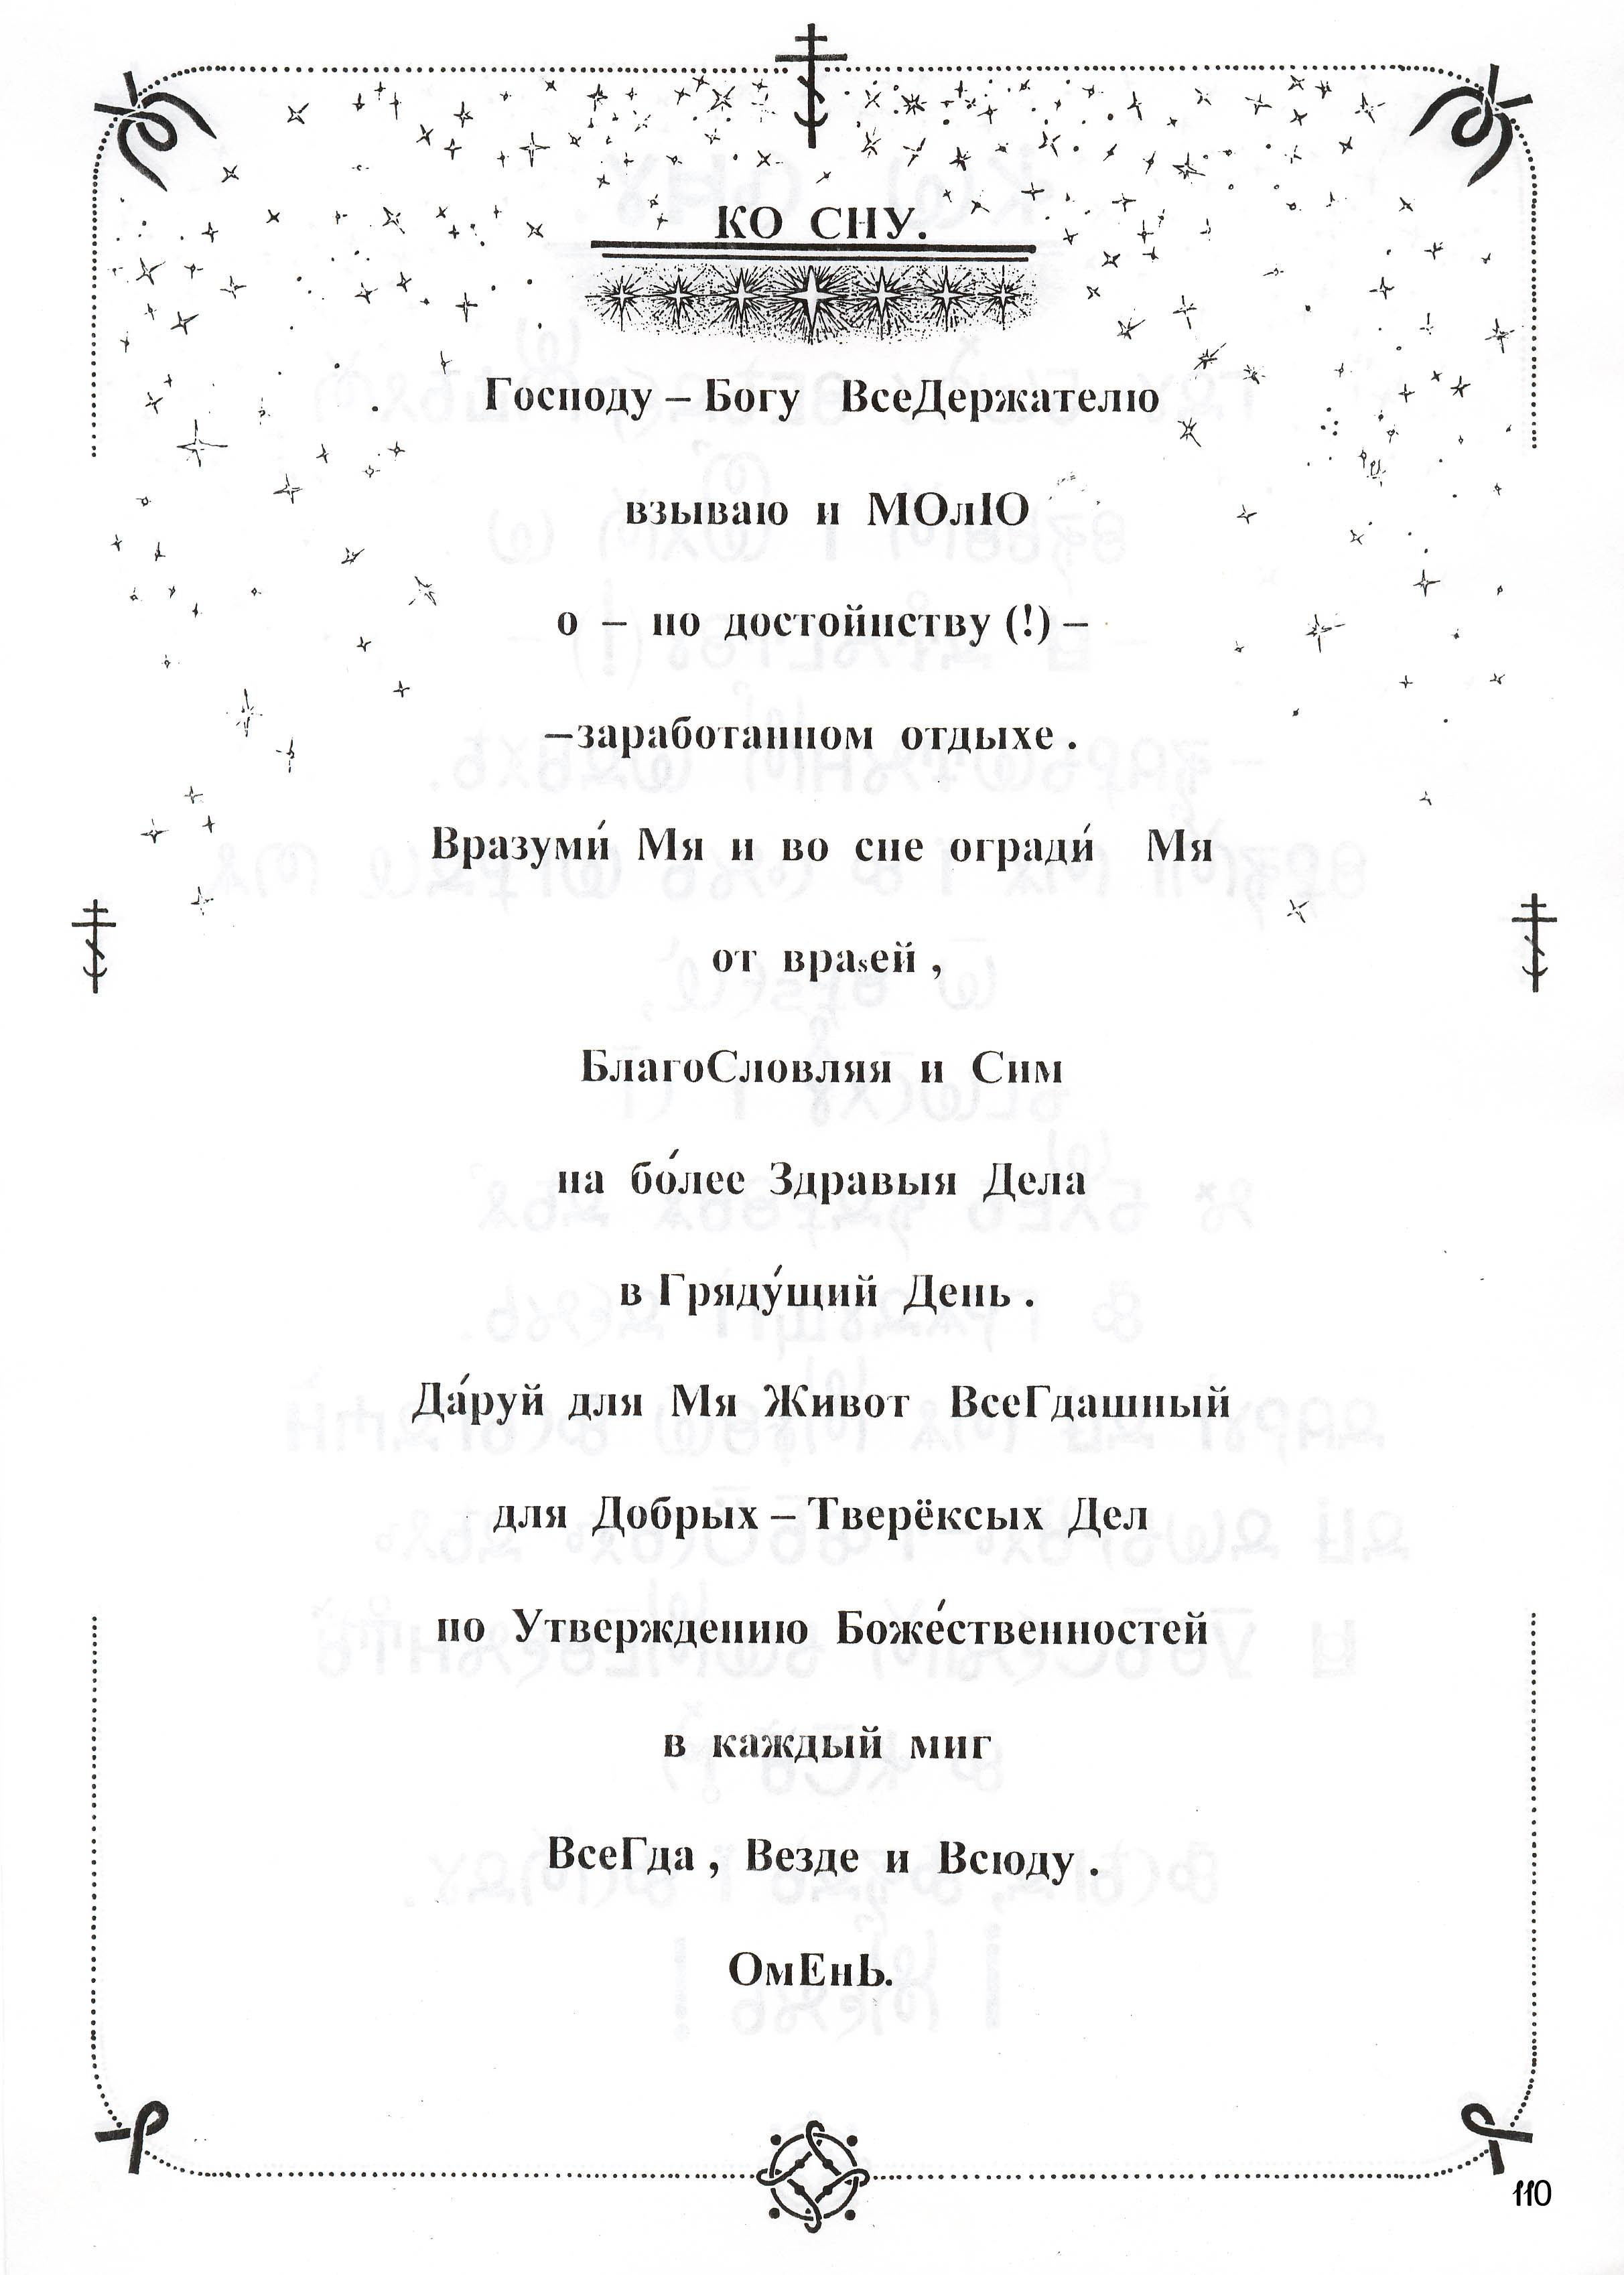 КО СНУ.
Господу – Богу ВсеДержателю
взываю и МОлЮ
о – по достойнству (!) –
–заработанном отдыхе .
Вразуми́ Мя и во сне огради́ Мя
от враѕей ,
БлагоСловляя и Сим
на бо́лее Здравыя Дела
в Гряду́щий День .
Да́руй для Мя Живот ВсеГдашный
для Добрых – Тверёксых Дел
по Утверждению Боже́ственностей
в каждый миг
ВсеГда , Везде и Всюду .
ОмЕнЬ.
110